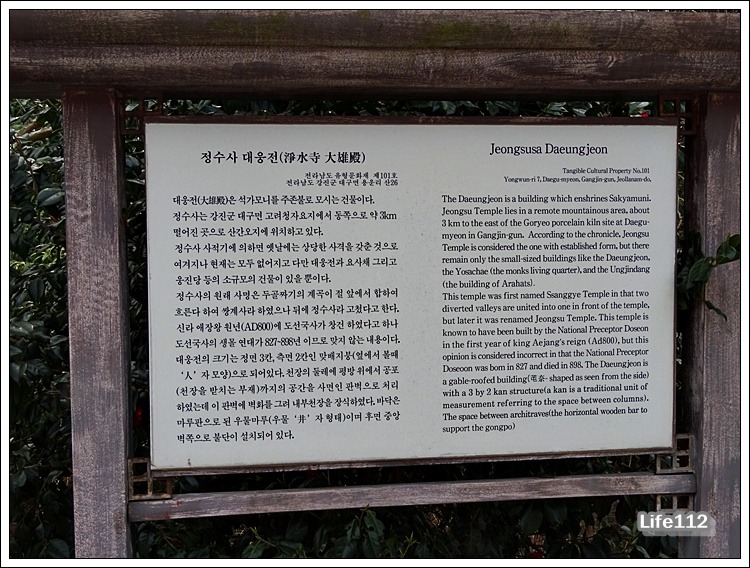 정수사 대웅전(淨水寺 大雄殿)
전라남도 유형문화재 제101호
전라남도 강진군 대구면 용운리 산26
대웅전(大雄殿)은 석가모니를 주존불로 모시는 건물이다.
정수사는 강진군 대구면 고려청자요지에서 동쪽으로 약 3km
떨어진 곳으로 산간오지에 위치하고 있다.
정수사 사적기에 의하면 옛날에는 상당한 사격을 갖춘 것으로
여겨지나 현재는 모두 없어지고 다만 대웅전과 요사채 그리고
응진당 등의 소규모의 건물이 있을 뿐이다.
정수사의 원래 사명은 두골짜기의 계곡이 절 앞에서 합하여
흐른다 하여 쌍계사라 하였으나 뒤에 정수사라 고쳤다고 한다.
신라 애장왕 원년(AD800)에 도선국사가 창건 하였다고 하나
도선국사의 생몰 연대가 827-898년 이므로 맞지 않는 내용이다.
대웅전의 크기는 정면 3칸, 측면 2칸인 맞배지붕(옆에서 볼때
‘人’ 자 모양)으로 되어있다. 천장의 둘레에 평방 위에서 공포
(천장을 받치는 부재)까지의 공간을 사면인 판벽으로 처리
하였는데 이 판벽에 벽화를 그려 내부천장을 장식하였다. 바닥은
마루판으로 된 우물마루(우물 ‘井’ 자 형태)이며 후면 중앙
벽쪽으로 불단이 설치되어 있다.
Jeongsusa Daeungjeon
Tangible Cultural Property No.101
Yongwun-ri 7, Daegu-myeon, Gangjin-gun, Jeollanam-do.
The Daeungjeon is a building which enshrines Sakyamuni.
Jeongsu Temple lies in a remote mountainous area, about
3 km to the east of the Goryeo porcelain kiln site at Daegu-
myeon in Gangjin-gun. According to the chronicle, Jeongsu
Temple is considered the one with established form, but there
remain only the small-sized buildings like the Daeungjeon,
the Yosachae (the monks living quarter), and the Ungjindang
(the building of Arahats).
This temple was first named Ssanggye Temple in that two
diverted valleys are united into one in front of the temple,
but later it was renamed Jeongsu Temple. This temple is
known to have been built by the National Preceptor Doseon
in the first year of king Aejang's reign (Ad800), but this
opinion is considered incorrect in that the National Preceptor
Doseoon was born in 827 and died in 898. The Daeungjeon is
a gable-roofed building( - shaped as seen from the side)
with a 3 by 2 kan structure(a kan is a traditional unit of
measurement referring to the space between columns).
The space between architraves(the horizontal wooden bar to
support the gongpo)
Life112